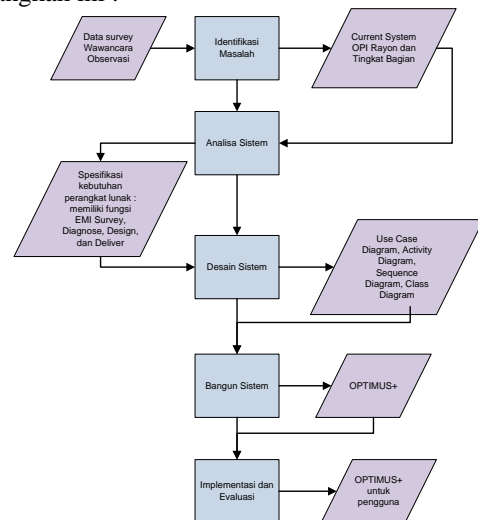 Data survey
Wawancara
Observasi
Identifikasi
Masalah
Current System
OPI Rayon dan
Tingkat Bagian
Analisa Sistem
Spesifikasi
kebutuhan
perangkat lunak :
memiliki fungsi
EMI Survey,
Diagnose, Design,
dan Deliver
Desain Sistem
Use Case
Diagram, Activity
Diagram,
Sequence
Diagram, Class
Diagram
Bangun Sistem
OPTIMUS+
Implementasi dan
Evaluasi
OPTIMUS+
untuk
pengguna